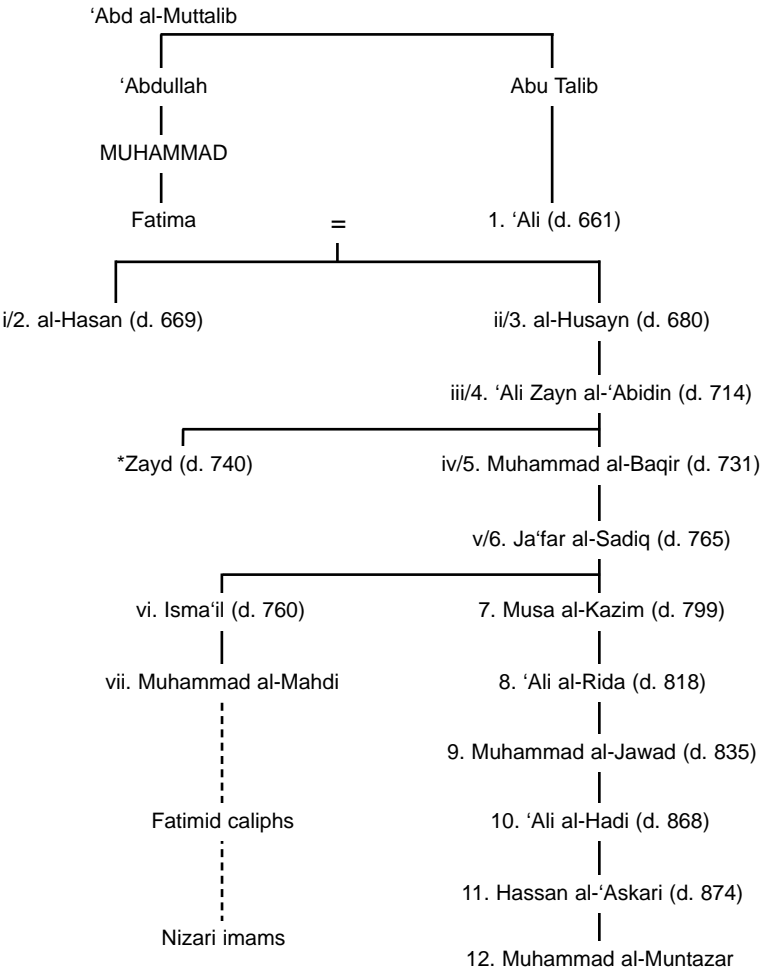 ‘Abd al-Muttalib
‘Abdullah
Abu Talib
MUHAMMAD
Fatima
=
1. ‘Ali (d. 661)
i/2. al-Hasan (d. 669)
ii/3. al-Husayn (d. 680)
iii/4. ‘Ali Zayn al-‘Abidin (d. 714)
*Zayd (d. 740)
iv/5. Muhammad al-Baqir (d. 731)
v/6. Ja‘far al-Sadiq (d. 765)
vi. Isma‘il (d. 760)
7. Musa al-Kazim (d. 799)
vii. Muhammad al-Mahdi
8. ‘Ali al-Rida (d. 818)
9. Muhammad al-Jawad (d. 835)
Fatimid caliphs
10. ‘Ali al-Hadi (d. 868)
11. Hassan al-‘Askari (d. 874)
Nizari imams
12. Muhammad al-Muntazar